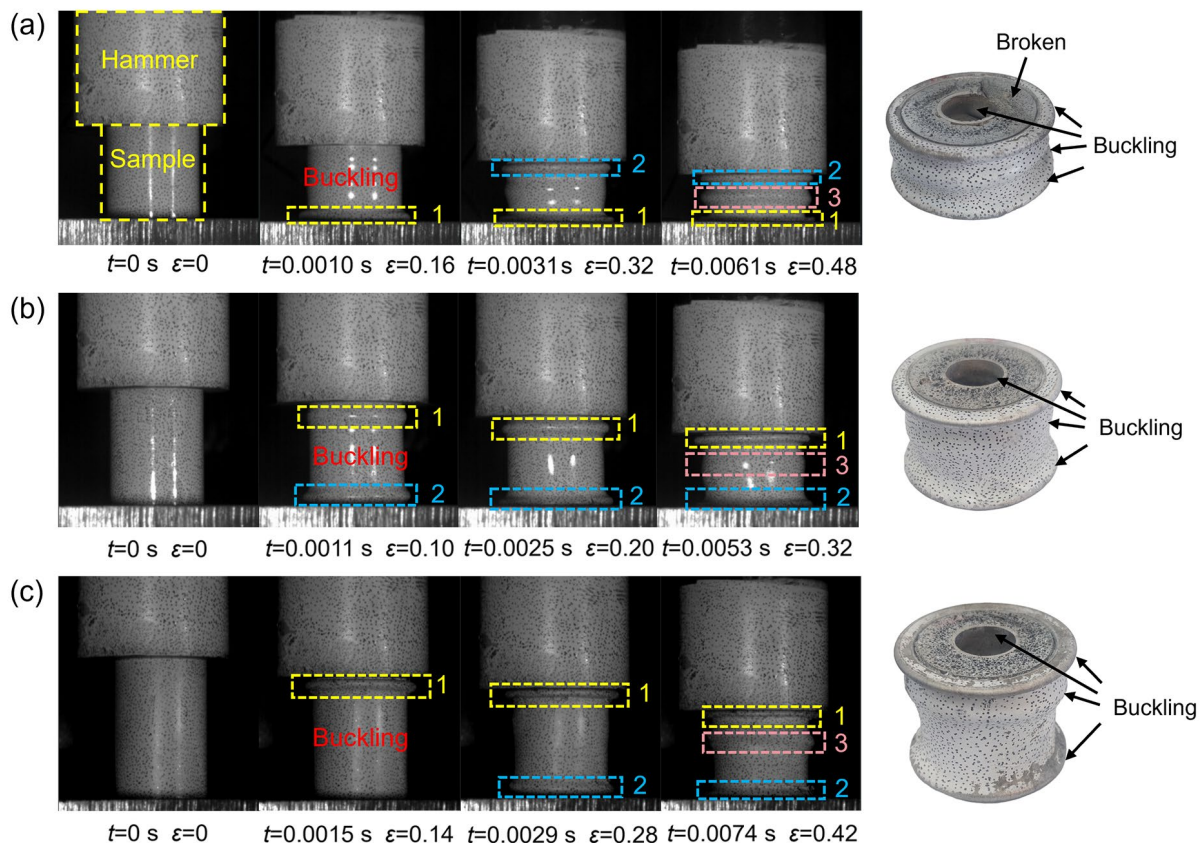 (a)
Hammer
Sample
Buckling
1
2
1
2
3
1
Broken
Buckling
t=0 s ε=0
t=0.0010 s ε=0.16
t=0.0031 s ε=0.32
t=0.0061 s ε=0.48
(b)
Buckling
1
2
1
2
1
3
2
Buckling
t=0 s ε=0
t=0.0011 s ε=0.10
t=0.0025 s ε=0.20
t=0.0053 s ε=0.32
(c)
Buckling
1
1
2
1
3
2
Buckling
t=0 s ε=0
t=0.0015 s ε=0.14
t=0.0029 s ε=0.28
t=0.0074 s ε=0.42